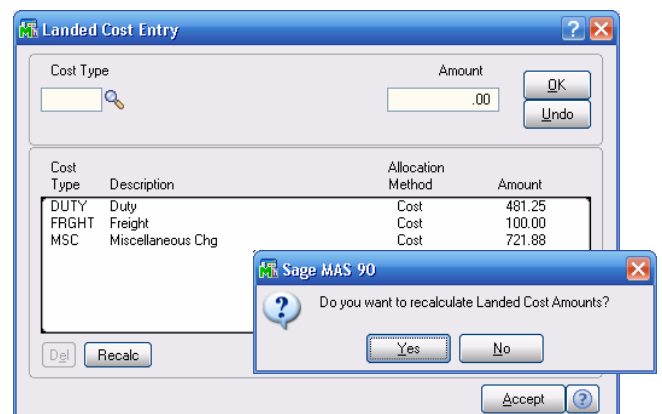 Landed Cost Entry
Cost Type
Amount
.00
OK
Undo
Cost Type Description Allocation Method Amount
DUTY Duty Cost 481.25
FRGHT Freight Cost 100.00
MSC Miscellaneous Chg Cost 721.88
Sage MAS 90
Do you want to recalculate Landed Cost Amounts?
Yes No
Del Recalc
Accept